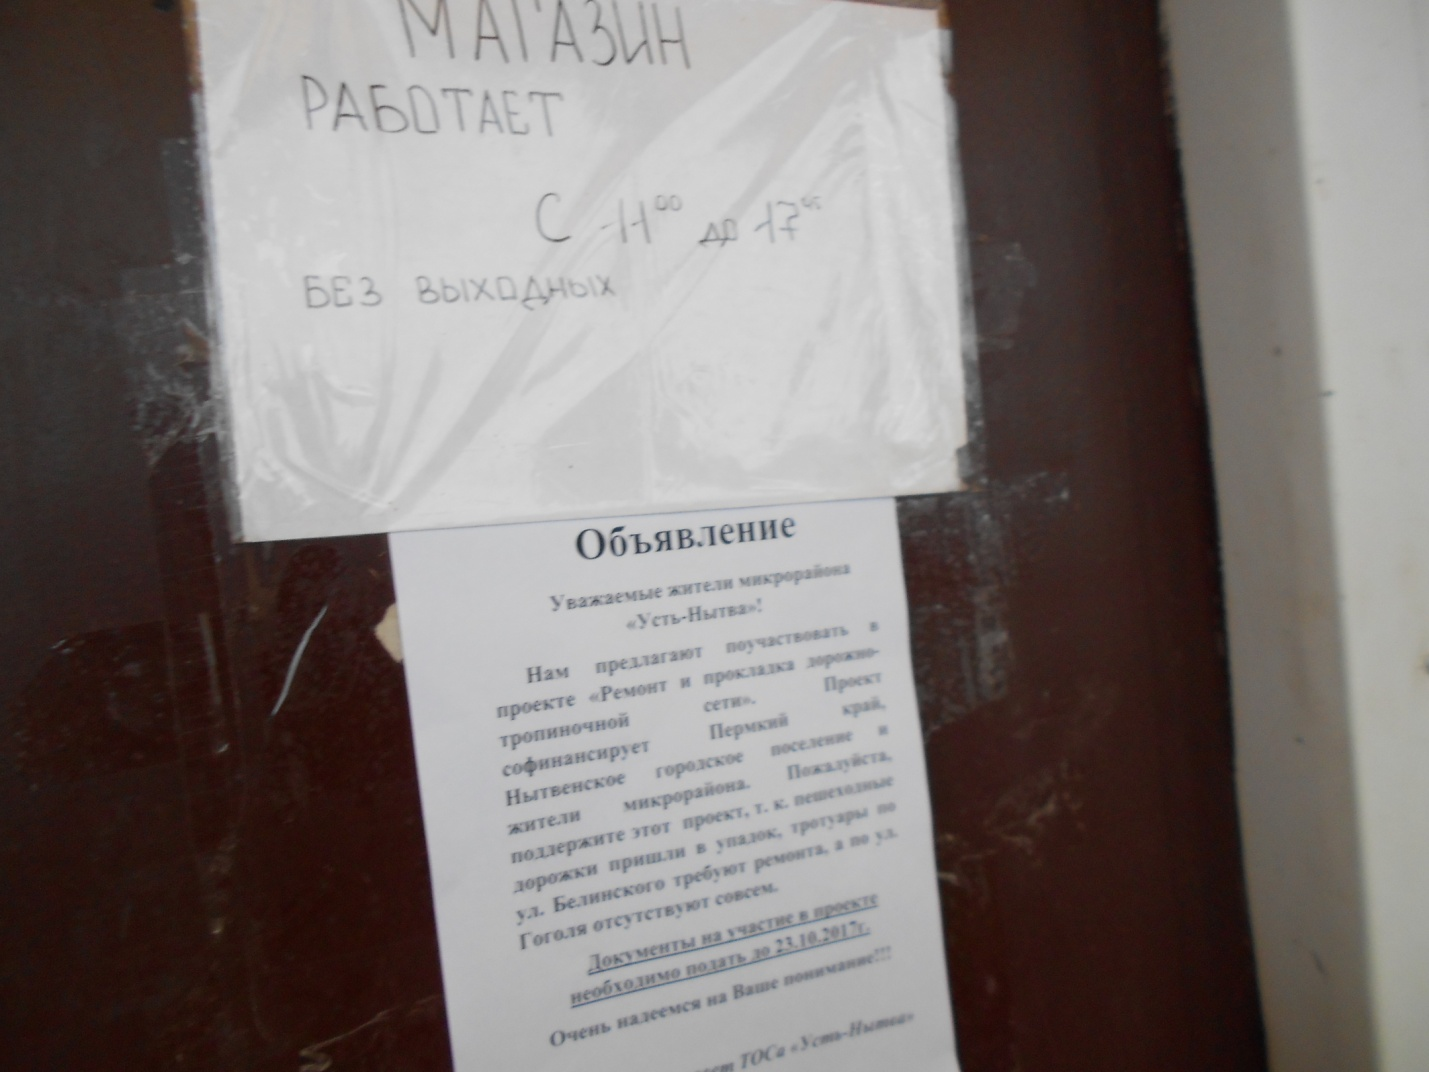 МАГАЗИН
РАБОТАЕТ
С 11⁰⁰ ДО 17⁴⁵
БЕЗ ВЫХОДНЫХ
Объявление
Уважаемые жители микрорайона
«Усть-Нытва»!
Нам предлагают поучаствовать в
проекте «Ремонт и прокладка дорожно-
тропиночной сети». Проект
софинансирует Пермкий край,
Нытвенское городское поселение и
жители микрорайона. Пожалуйста,
поддержите этот проект, т. к. пешеходные
дорожки пришли в упадок, тротуары по
ул. Белинского требуют ремонта, а по ул.
Гоголя отсутствуют совсем.
Документы на участие в проекте
необходимо подать до 23.10.2017г.
Очень надеемся на Ваше понимание!!!
ТОСа «Усть-Нытва»